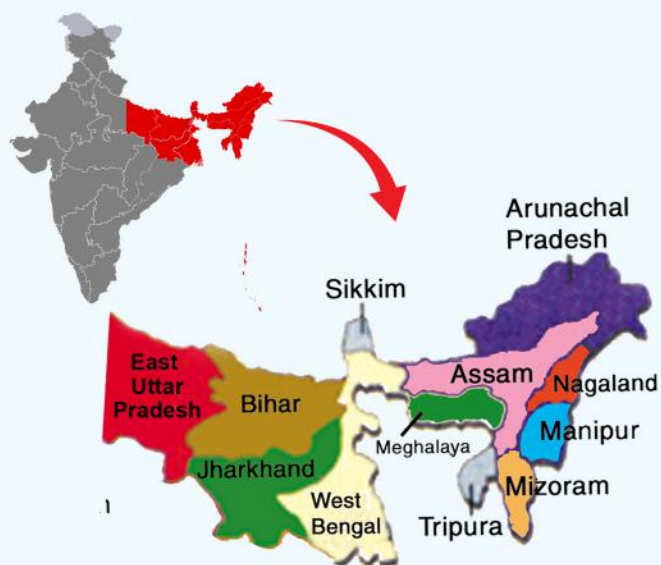 Arunachal
Pradesh
Sikkim
East
Uttar
Pradesh
Bihar
Assam
Nagaland
Meghalaya
Manipur
Jharkhand
West
Bengal
Tripura
Mizoram